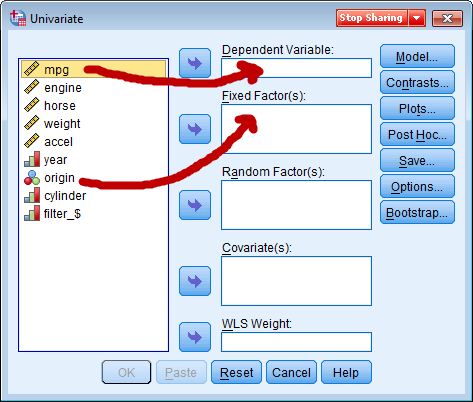 Univariate
Stop Sharing
mpg
engine
horse
weight
accel
year
origin
cylinder
filter_$
Dependent Variable:
Fixed Factor(s):
Random Factor(s):
Covariate(s):
WLS Weight:
Model...
Contrasts...
Plots...
Post Hoc...
Save...
Options...
Bootstrap...
OK
Paste
Reset
Cancel
Help